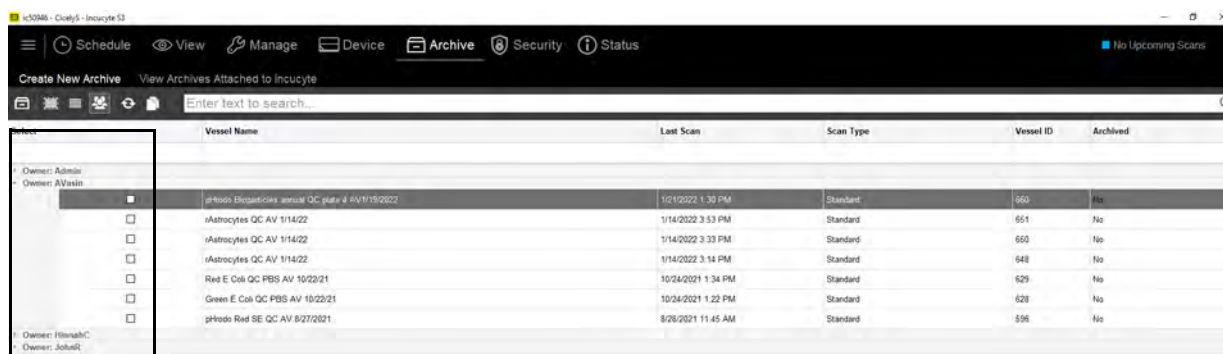 ic50946 - CicelyS - Incucyte S3
Schedule View Manage Device Archive Security Status No Upcoming Scans
Create New Archive View Archives Attached to Incucyte
Enter text to search...
Select Vessel Name Last Scan Scan Type Vessel ID Archived
Owner: Admin
Owner: AVasin
pHrodo Bioparticles annual QC plate 4 AV1/19/2022 1/21/2022 1:30 PM Standard 660 No
rAstrocytes QC AV 1/14/22 1/14/2022 3:53 PM Standard 651 No
rAstrocytes QC AV 1/14/22 1/14/2022 3:33 PM Standard 650 No
rAstrocytes QC AV 1/14/22 1/14/2022 3:14 PM Standard 648 No
Red E Coli QC PBS AV 10/22/21 10/24/2021 1:34 PM Standard 629 No
Green E Coli QC PBS AV 10/22/21 10/24/2021 1:22 PM Standard 628 No
pHrodo Red SE QC AV 8/27/2021 8/28/2021 11:45 AM Standard 596 No
Owner: HinnahC
Owner: JohnR